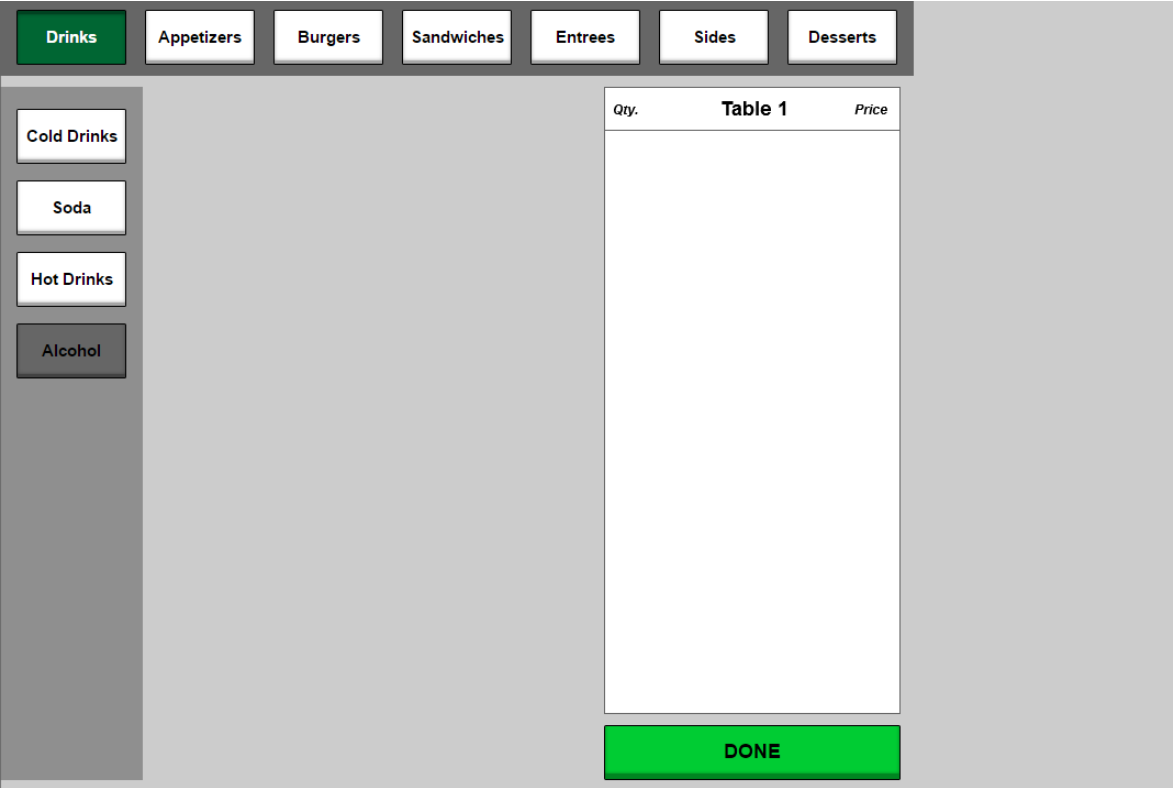 Drinks Appetizers Burgers Sandwiches Entrees Sides Desserts
Cold Drinks
Soda
Hot Drinks
Alcohol
Qty. Table 1 Price
DONE